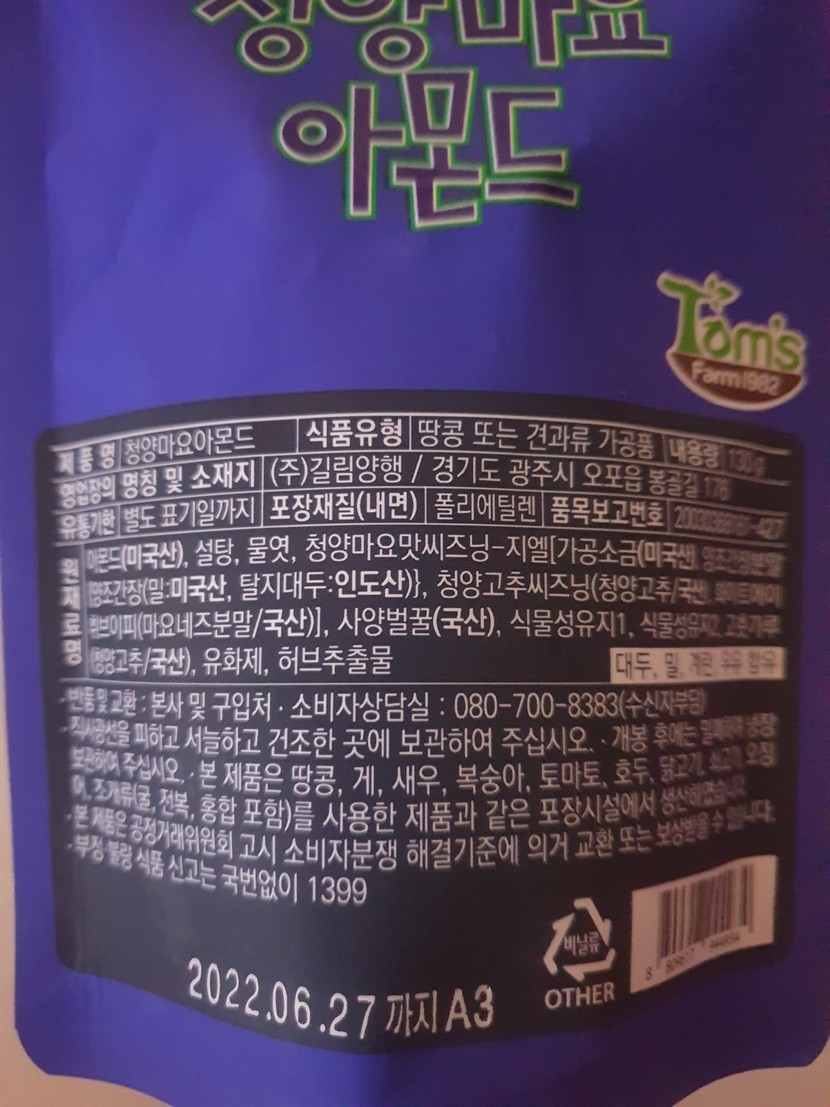 청양마요
아몬드
Tom's
Farm 1982
제품명 청양마요아몬드 식품유형 땅콩 또는 견과류 가공품 내용량 130g
영업장의 명칭 및 소재지 (주)길림양행 / 경기도 광주시 오포읍 봉골길 176
유통기한 별도 표기일까지 포장재질(내면) 폴리에틸렌 품목보고번호
원재료명 아몬드(미국산), 설탕, 물엿, 청양마요맛씨즈닝-지엘[가공소금(미국산),
양조간장(밀:미국산, 탈지대두:인도산)}, 청양고추씨즈닝(청양고추/국산),
(마요네즈분말/국산)], 사양벌꿀(국산), 식물성유지1, 식물성유지2, 고춧가루
(청양고추/국산), 유화제, 허브추출물
대두, 밀, 계란, 우유 함유
·반품 및 교환 : 본사 및 구입처 · 소비자상담실 : 080-700-8383(수신자부담)
·직사광선을 피하고 서늘하고 건조한 곳에 보관하여 주십시오. · 개봉 후에는 밀폐하여 냉장
보관하여 주십시오. · 본 제품은 땅콩, 게, 새우, 복숭아, 토마토, 호두, 닭고기, 쇠고기, 오징
어, 조개류(굴, 전복, 홍합 포함)를 사용한 제품과 같은 포장시설에서 생산하였습니다.
·본 제품은 공정거래위원회 고시 소비자분쟁 해결기준에 의거 교환 또는 보상받을 수 있습니다.
·부정·불량 식품 신고는 국번없이 1399
비닐류
OTHER
2022.06.27 까지 A3